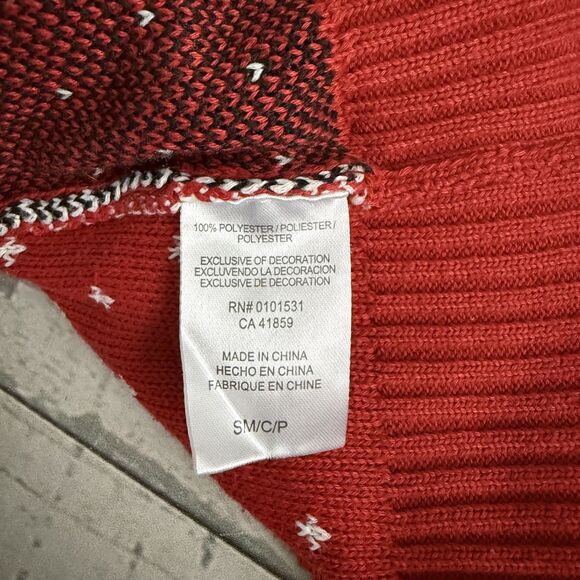 100% POLYESTER / POLIESTER /
POLYESTER
EXCLUSIVE OF DECORATION
EXCLUVENDO LA DECORACION
EXCLUSIVE DE DECORATION
RN# 0101531
CA 41859
MADE IN CHINA
HECHO EN CHINA
FABRIQUE EN CHINE
SM/C/P